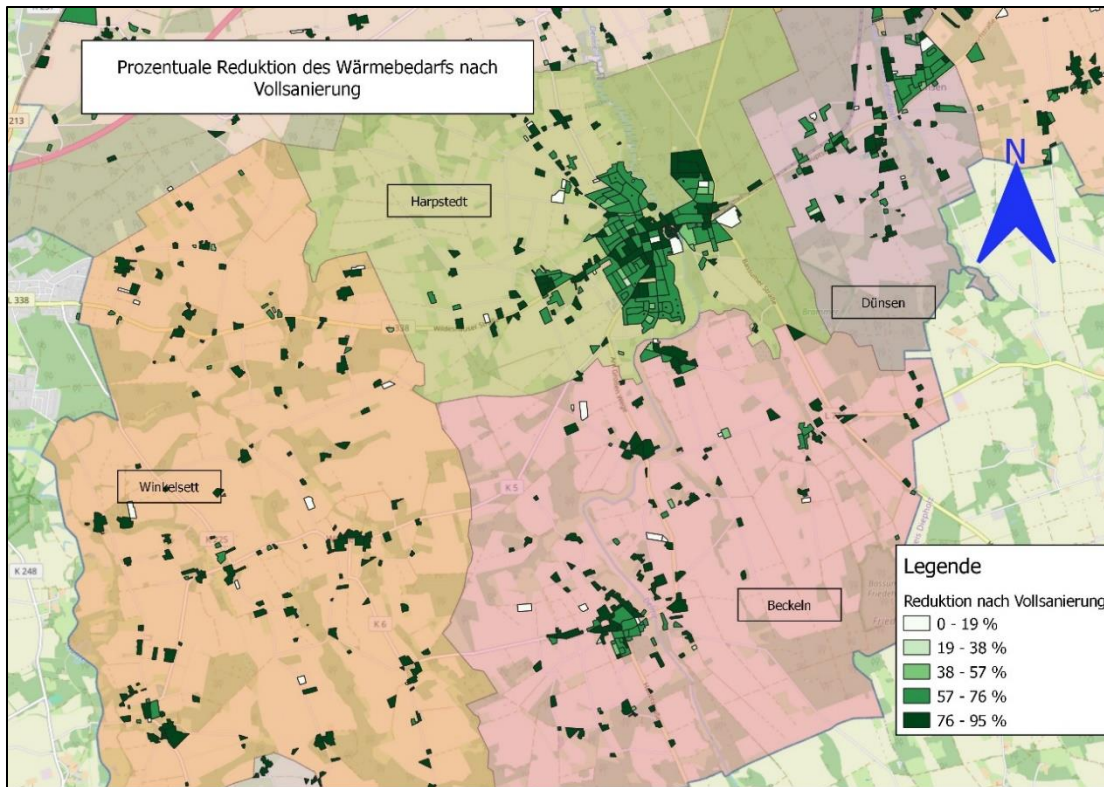 Prozentuale Reduktion des Wärmebedarfs nach
Vollsanierung
213
Harpstedt
N
Dünsen
L 338
338
Winkelsett
K 5
K 248
K 6
Beckeln
Legende
Reduktion nach Vollsanierung
0 - 19 %
19 - 38 %
38 - 57 %
57 - 76 %
76 - 95 %